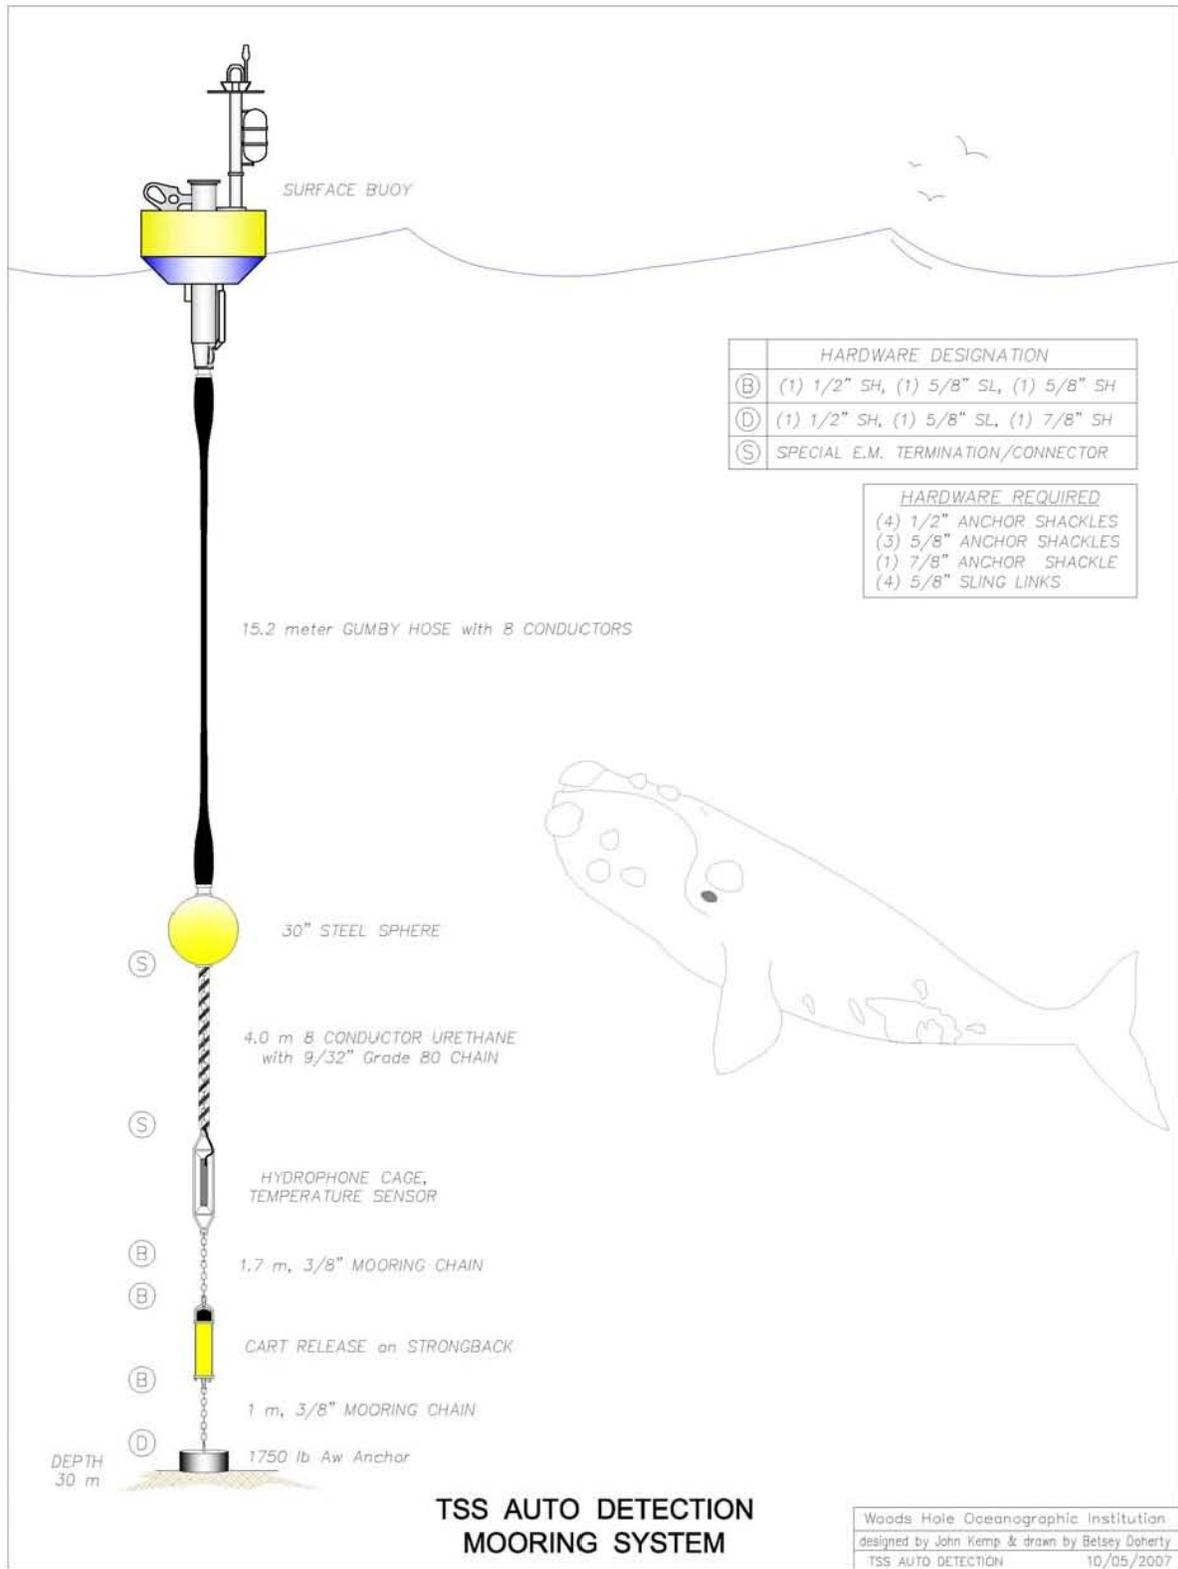 SURFACE BUOY
HARDWARE DESIGNATION
B (1) 1/2" SH, (1) 5/8" SL, (1) 5/8" SH
D (1) 1/2" SH, (1) 5/8" SL, (1) 7/8" SH
S SPECIAL E.M. TERMINATION/CONNECTOR
HARDWARE REQUIRED
(4) 1/2" ANCHOR SHACKLES
(3) 5/8" ANCHOR SHACKLES
(1) 7/8" ANCHOR SHACKLE
(4) 5/8" SLING LINKS
15.2 meter GUMBY HOSE with 8 CONDUCTORS
30" STEEL SPHERE
S
4.0 m 8 CONDUCTOR URETHANE
with 9/32" Grade 80 CHAIN
S
HYDROPHONE CAGE,
TEMPERATURE SENSOR
B
1.7 m, 3/8" MOORING CHAIN
B
CART RELEASE on STRONGBACK
B
1 m, 3/8" MOORING CHAIN
D
1750 lb Aw Anchor
DEPTH
30 m
TSS AUTO DETECTION
MOORING SYSTEM
Woods Hole Oceanographic Institution
designed by John Kemp & drawn by Betsey Doherty
TSS AUTO DETECTION 10/05/2007